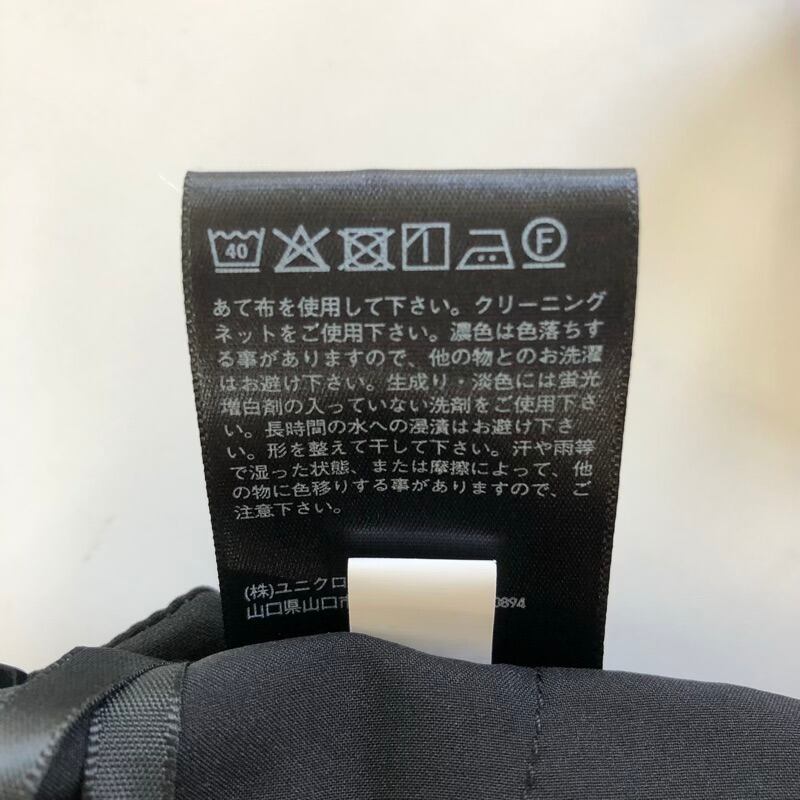 40 F
あて布を使用して下さい。クリーニング
ネットをご使用下さい。濃色は色落ちす
る事がありますので、他の物とのお洗濯
はお避け下さい。生成り・淡色には蛍光
増白剤の入っていない洗剤をご使用下さ
い。長時間の水への浸漬はお避け下さ
い。形を整えて干して下さい。汗や雨等
で湿った状態、または摩擦によって、他
の物に色移りする事がありますので、ご
注意下さい。
(株)ユニクロ
山口県山口市 0894